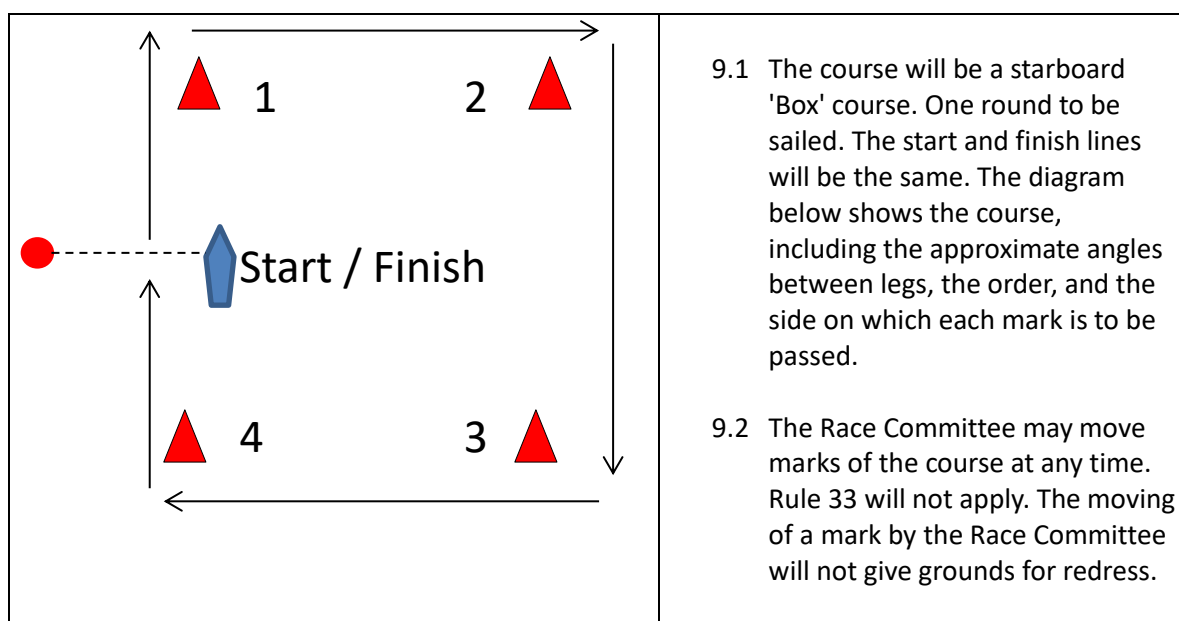 1
2
Start / Finish
4
3
9.1 The course will be a starboard
'Box' course. One round to be
sailed. The start and finish lines
will be the same. The diagram
below shows the course,
including the approximate angles
between legs, the order, and the
side on which each mark is to be
passed.
9.2 The Race Committee may move
marks of the course at any time.
Rule 33 will not apply. The moving
of a mark by the Race Committee
will not give grounds for redress.